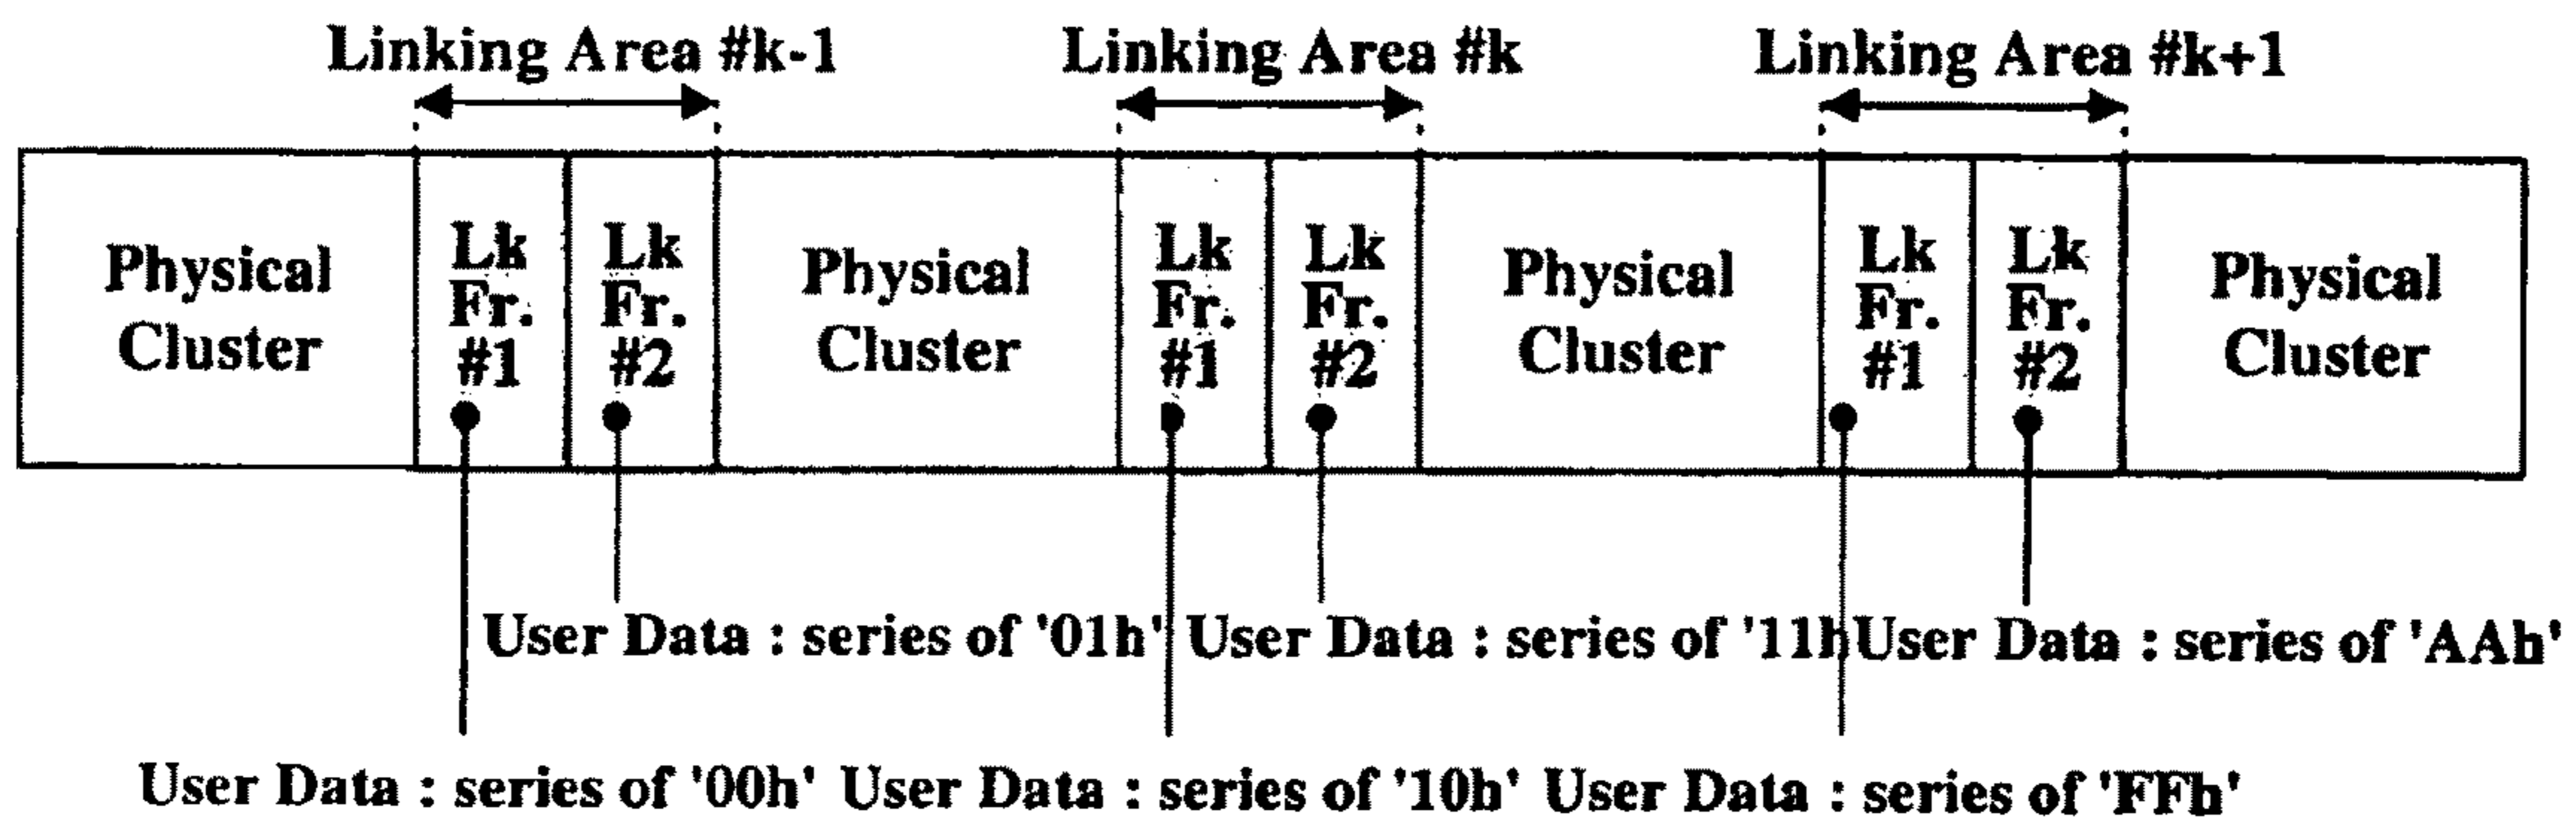 Linking Area #k-1 Linking Area #k Linking Area #k+1
Physical
Cluster
Lk
Fr.
#1
Lk
Fr.
#2
Physical
Cluster
Lk
Fr.
#1
Lk
Fr.
#2
Physical
Cluster
Lk
Fr.
#1
Lk
Fr.
#2
Physical
Cluster
User Data : series of '01h' User Data : series of '11h User Data : series of 'AAh'
User Data : series of '00h' User Data : series of '10h' User Data : series of 'FFh'